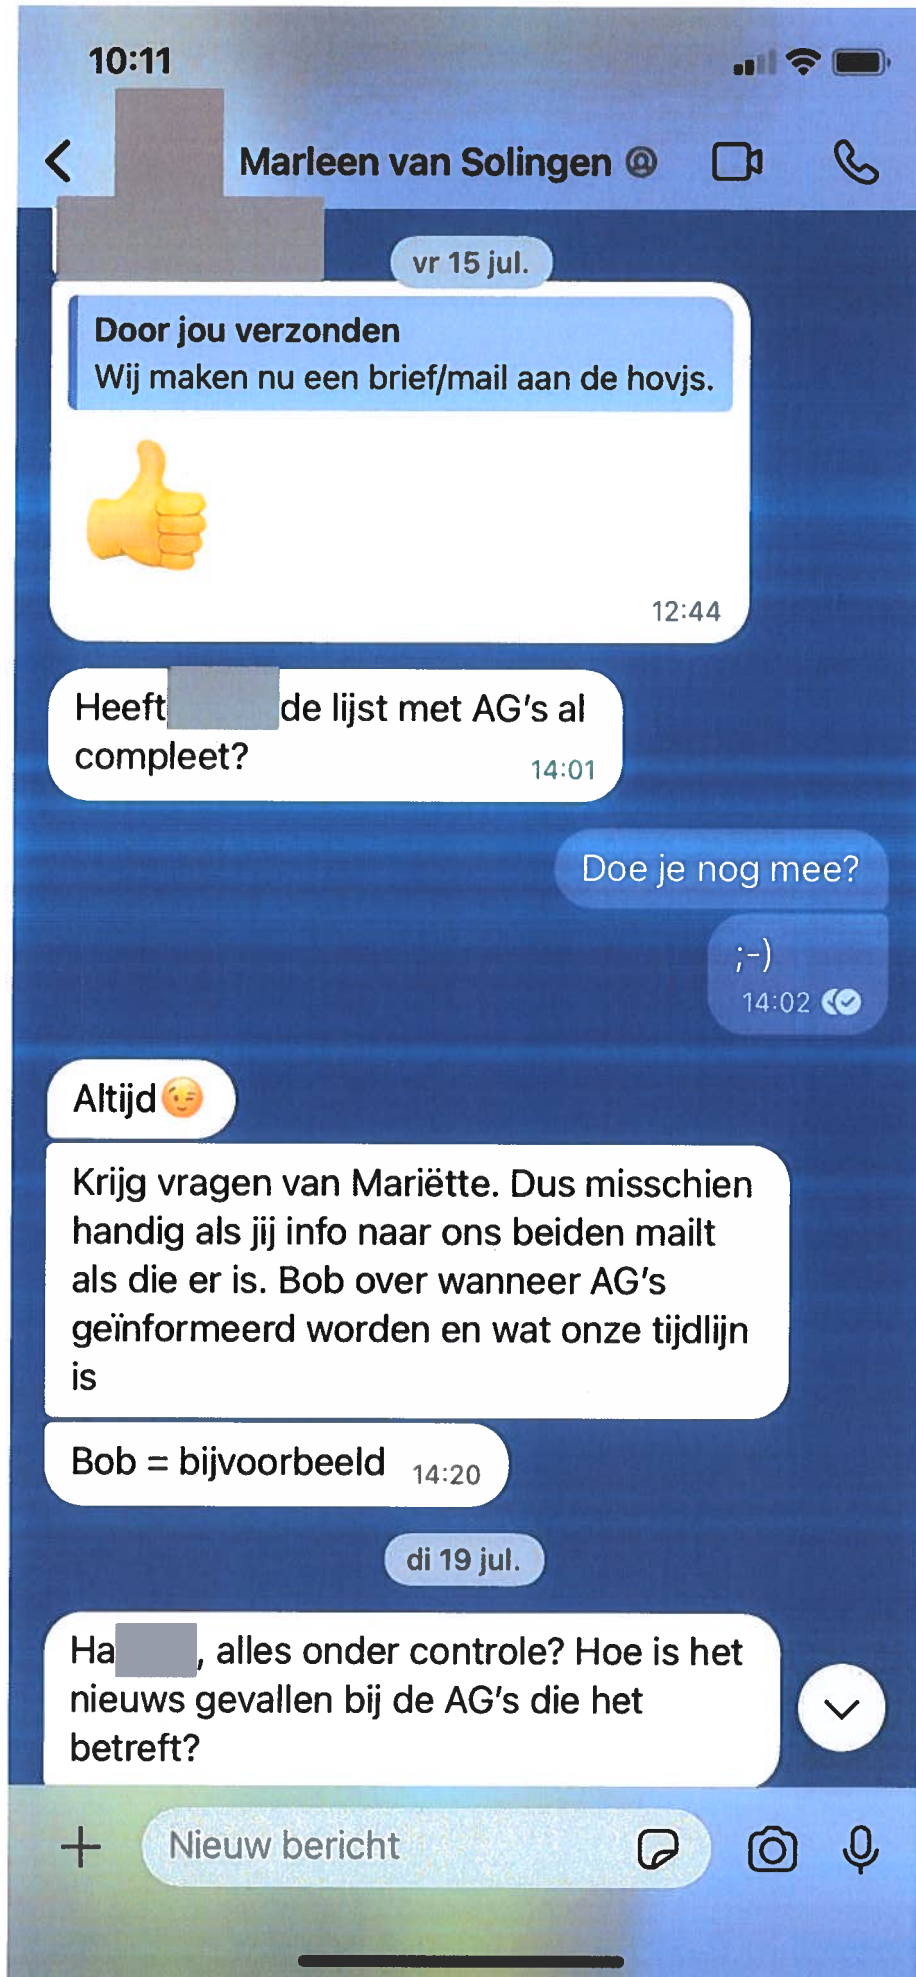 10:11
Marleen van Solingen
vr 15 jul.
Door jou verzonden
Wij maken nu een brief/mail aan de hovjs.
12:44
Heeft de lijst met AG's al
compleet?
14:01
Doe je nog mee?
;-)
14:02
Altijd😉
Krijg vragen van Mariëtte. Dus misschien
handig als jij info naar ons beiden mailt
als die er is. Bob over wanneer AG's
geïnformeerd worden en wat onze tijdlijn
is
Bob = bijvoorbeeld
14:20
di 19 jul.
Ha , alles onder controle? Hoe is het
nieuws gevallen bij de AG's die het
betreft?
Nieuw bericht